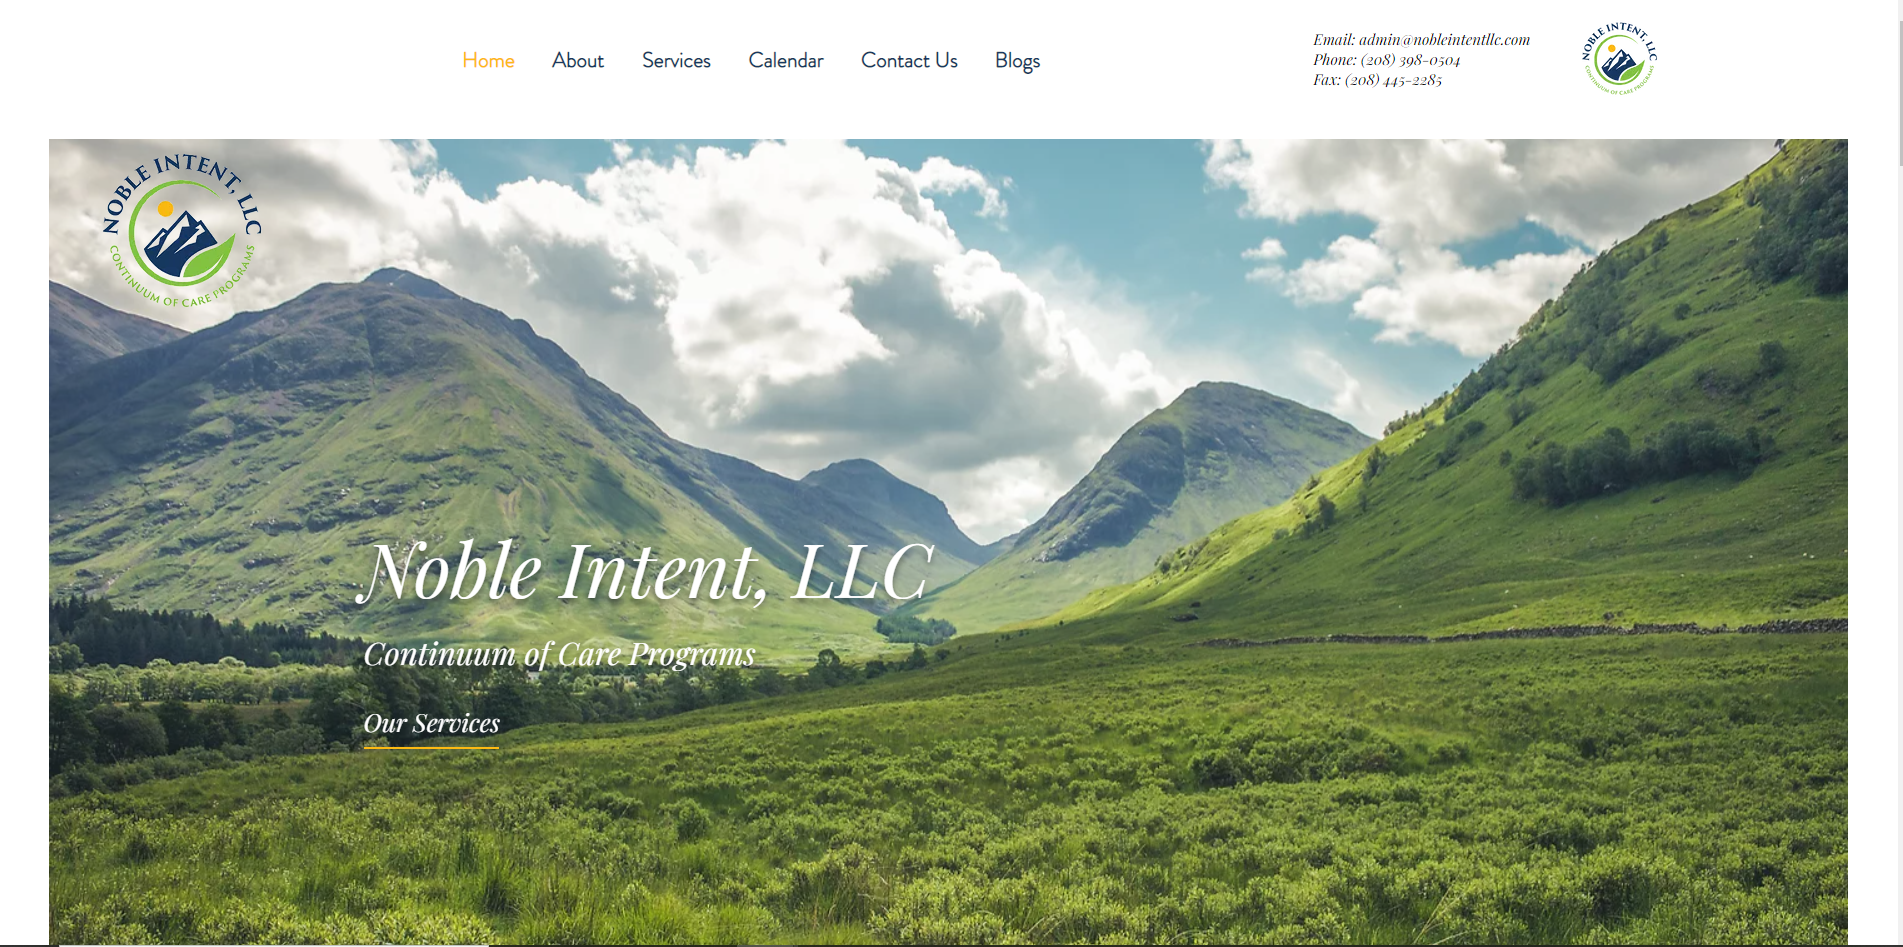 Home About Services Calendar Contact Us Blogs
Email: admin@nobleintentllc.com
Phone: (208) 398-0504
Fax: (208) 445-2285
NOBLE INTENT, LLC
CONTINUUM OF CARE PROGRAMS
NOBLE INTENT, LLC
CONTINUUM OF CARE PROGRAMS
Noble Intent, LLC
Continuum of Care Programs
Our Services